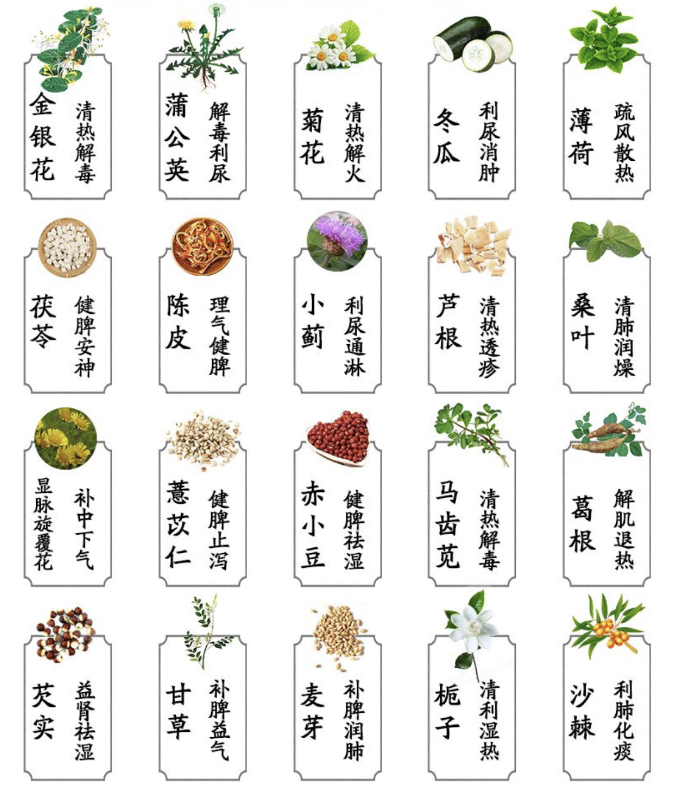 金银花
清热解毒
蒲公英
解毒利尿
菊花
清热解火
冬瓜
利尿消肿
薄荷
疏风散热
茯苓
健脾安神
陈皮
理气健脾
小蓟
利尿通淋
芦根
清热透疹
桑叶
清肺润燥
显脉旋覆花
补中下气
薏苡仁
健脾止泻
赤小豆
健脾祛湿
马齿苋
清热解毒
葛根
解肌退热
芡实
益肾祛湿
甘草
补脾益气
麦芽
补脾润肺
栀子
清利湿热
沙棘
利肺化痰